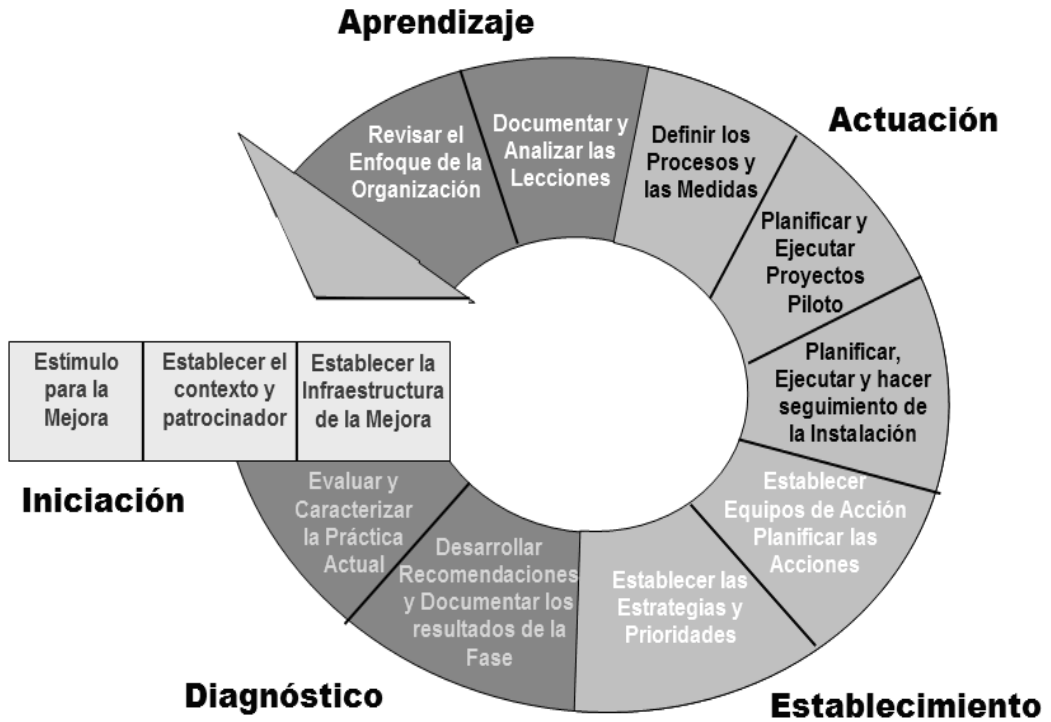 Aprendizaje
Revisar el
Enfoque de la
Organización
Documentar y
Analizar las
Lecciones
Definir los
Procesos y
las Medidas
Actuación
Planificar y
Ejecutar
Proyectos
Piloto
Planificar,
Ejecutar y hacer
seguimiento de
la Instalación
Estímulo
para la
Mejora
Establecer el
contexto y
patrocinador
Establecer la
Infraestructura
de la Mejora
Iniciación
Evaluar y
Caracterizar
la Práctica
Actual
Desarrollar
Recomendaciones
y Documentar los
resultados de la
Fase
Establecer las
Estrategias y
Prioridades
Establecer
Equipos de Acción
Planificar las
Acciones
Diagnóstico
Establecimiento